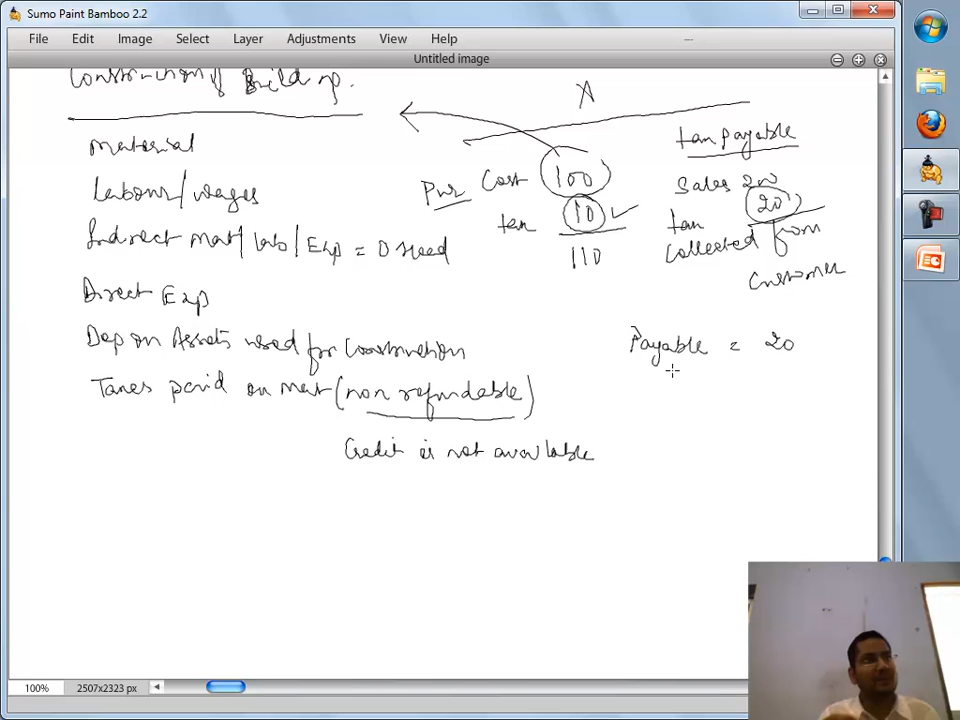 Sumo Paint Bamboo 2.2
File Edit Image Select Layer Adjustments View Help
Untitled image
Construction of Building.
Material
Labour/wages
Indirect Mat/Lab/Exp = O Head
Direct Exp
Dep on Assets used for Construction
Taxes paid on Mat (non refundable)
Credit is not available
A
Pur Cost 100
tax 10
110
tax payable
Sales 200
tax 20
Collected from
Customer
Payable = 20
100% 2507x2323 px